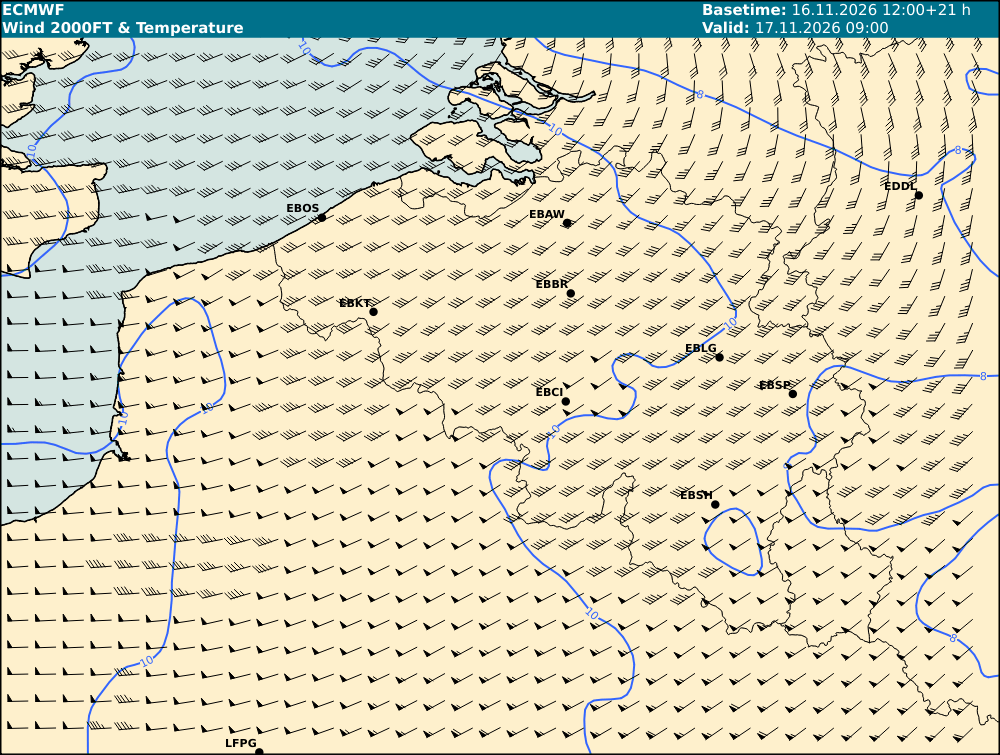 ECMWF
Wind 2000FT & Temperature
Basetime: 16.11.2026 12:00+21 h
Valid: 17.11.2026 09:00
10
8
10
10
8
EDDL
EBOS
EBAW
EBBR
EBKT
10
EBLG
8
EBSP
EBCI
10
10
10
EBSH
10
8
10
LFPG